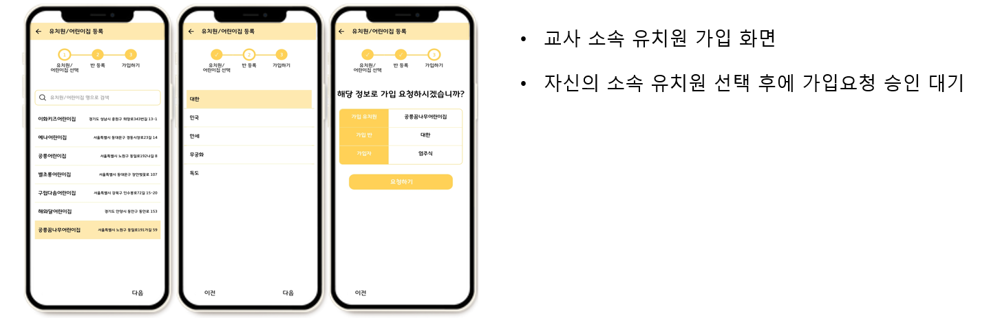 유치원/어린이집 등록
1
2
3
유치원/
어린이집 선택
반 등록
가입하기
유치원/어린이집 명으로 검색
이화키즈어린이집 경기도 성남시 중원구 희망로343번길 13-1
예나어린이집 서울특별시 동대문구 경동시장로23길 14
공릉어린이집 서울특별시 노원구 동일로192나길 8
별초롱어린이집 서울특별시 동대문구 장안벚꽃로 107
구립다솜어린이집 서울특별시 강북구 인수봉로72길 15-20
해와달어린이집 경기도 안양시 동안구 동안로 153
공릉꿈나무어린이집 서울특별시 노원구 동일로191가길 59
다음
유치원/어린이집 등록
✓
2
3
유치원/
어린이집 선택
반 등록
가입하기
대한
민국
만세
무궁화
독도
이전
다음
유치원/어린이집 등록
✓
✓
3
유치원/
어린이집 선택
반 등록
가입하기
해당 정보로 가입 요청하시겠습니까?
가입 유치원 공릉꿈나무어린이집
가입 반 대한
가입자 엄주식
요청하기
이전
• 교사 소속 유치원 가입 화면
• 자신의 소속 유치원 선택 후에 가입요청 승인 대기